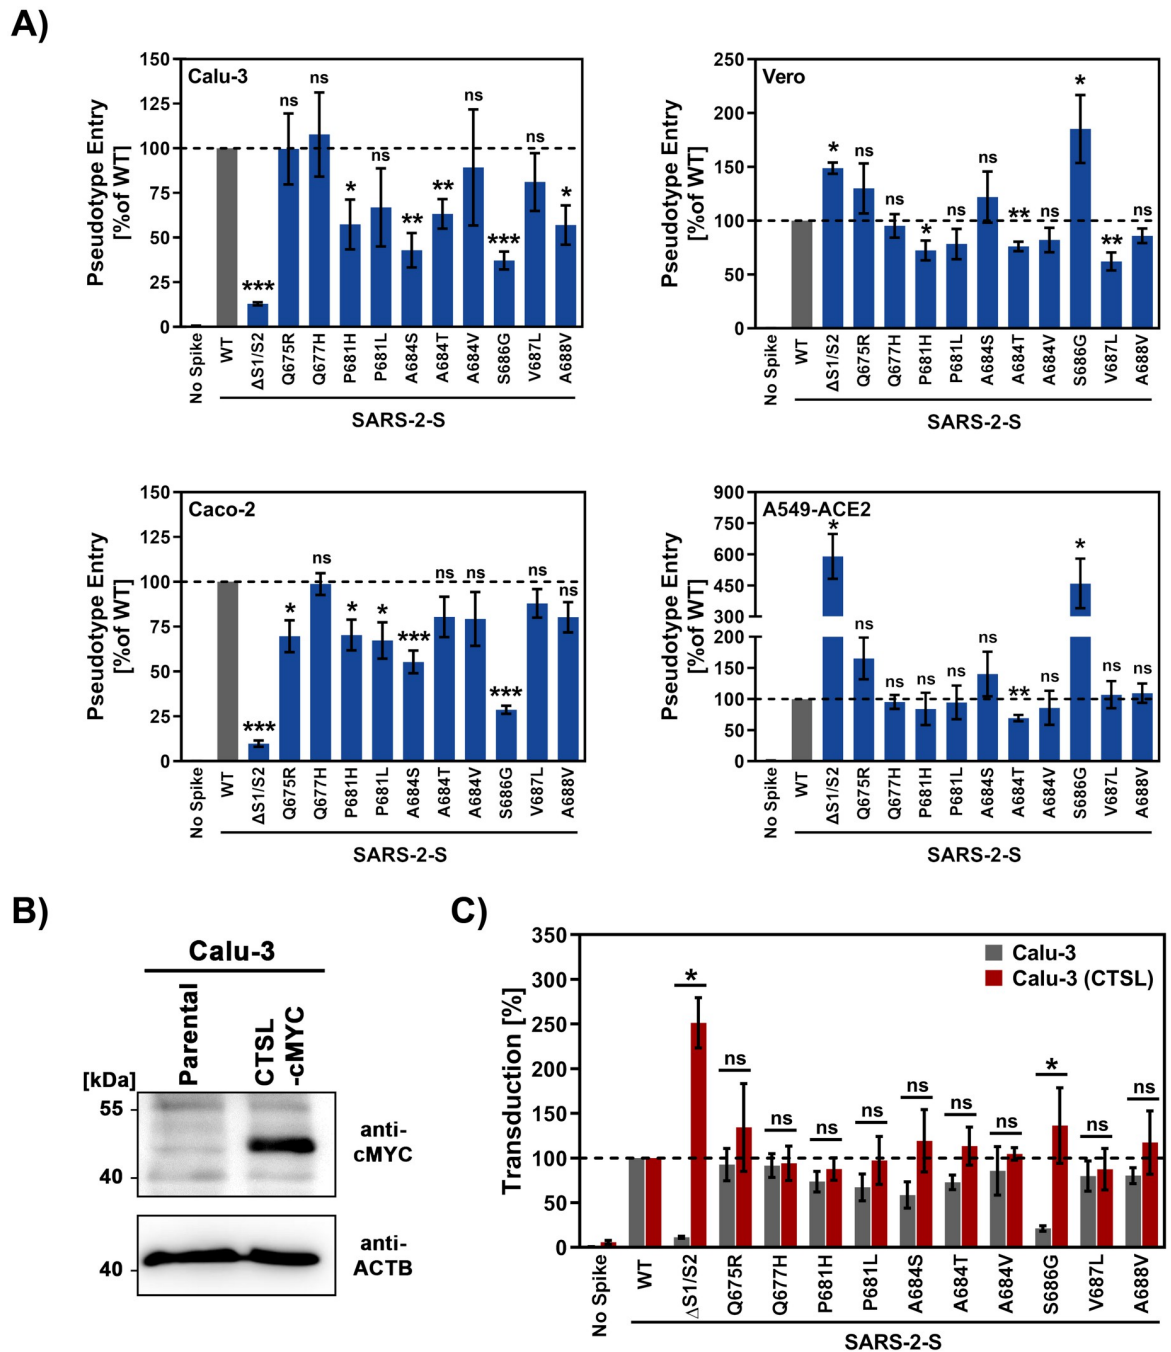 A)
Calu-3
Pseudotype Entry
[%of WT]
150
125
100
75
50
25
0
ns
ns
ns
ns
ns
***
*
**
**
***
*
No Spike
WT
ΔS1/S2
Q675R
Q677H
P681H
P681L
A684S
A684T
A684V
S686G
V687L
A688V
SARS-2-S
Vero
Pseudotype Entry
[%of WT]
250
200
150
100
50
0
*
ns
ns
*
ns
ns
**
ns
*
**
ns
No Spike
WT
ΔS1/S2
Q675R
Q677H
P681H
P681L
A684S
A684T
A684V
S686G
V687L
A688V
SARS-2-S
Caco-2
Pseudotype Entry
[%of WT]
150
125
100
75
50
25
0
***
*
ns
*
*
***
ns
ns
***
ns
ns
No Spike
WT
ΔS1/S2
Q675R
Q677H
P681H
P681L
A684S
A684T
A684V
S686G
V687L
A688V
SARS-2-S
A549-ACE2
Pseudotype Entry
[%of WT]
900
750
600
450
300
200
150
100
50
0
*
ns
ns
ns
ns
ns
**
ns
*
ns
ns
No Spike
WT
ΔS1/S2
Q675R
Q677H
P681H
P681L
A684S
A684T
A684V
S686G
V687L
A688V
SARS-2-S
B)
Calu-3
Parental
CTSL
-cMYC
[kDa]
55
40
anti-
cMYC
40
anti-
ACTB
C)
Transduction [%]
350
300
250
200
150
100
50
0
Calu-3
Calu-3 (CTSL)
*
ns
ns
ns
ns
ns
ns
ns
*
ns
ns
No Spike
WT
ΔS1/S2
Q675R
Q677H
P681H
P681L
A684S
A684T
A684V
S686G
V687L
A688V
SARS-2-S